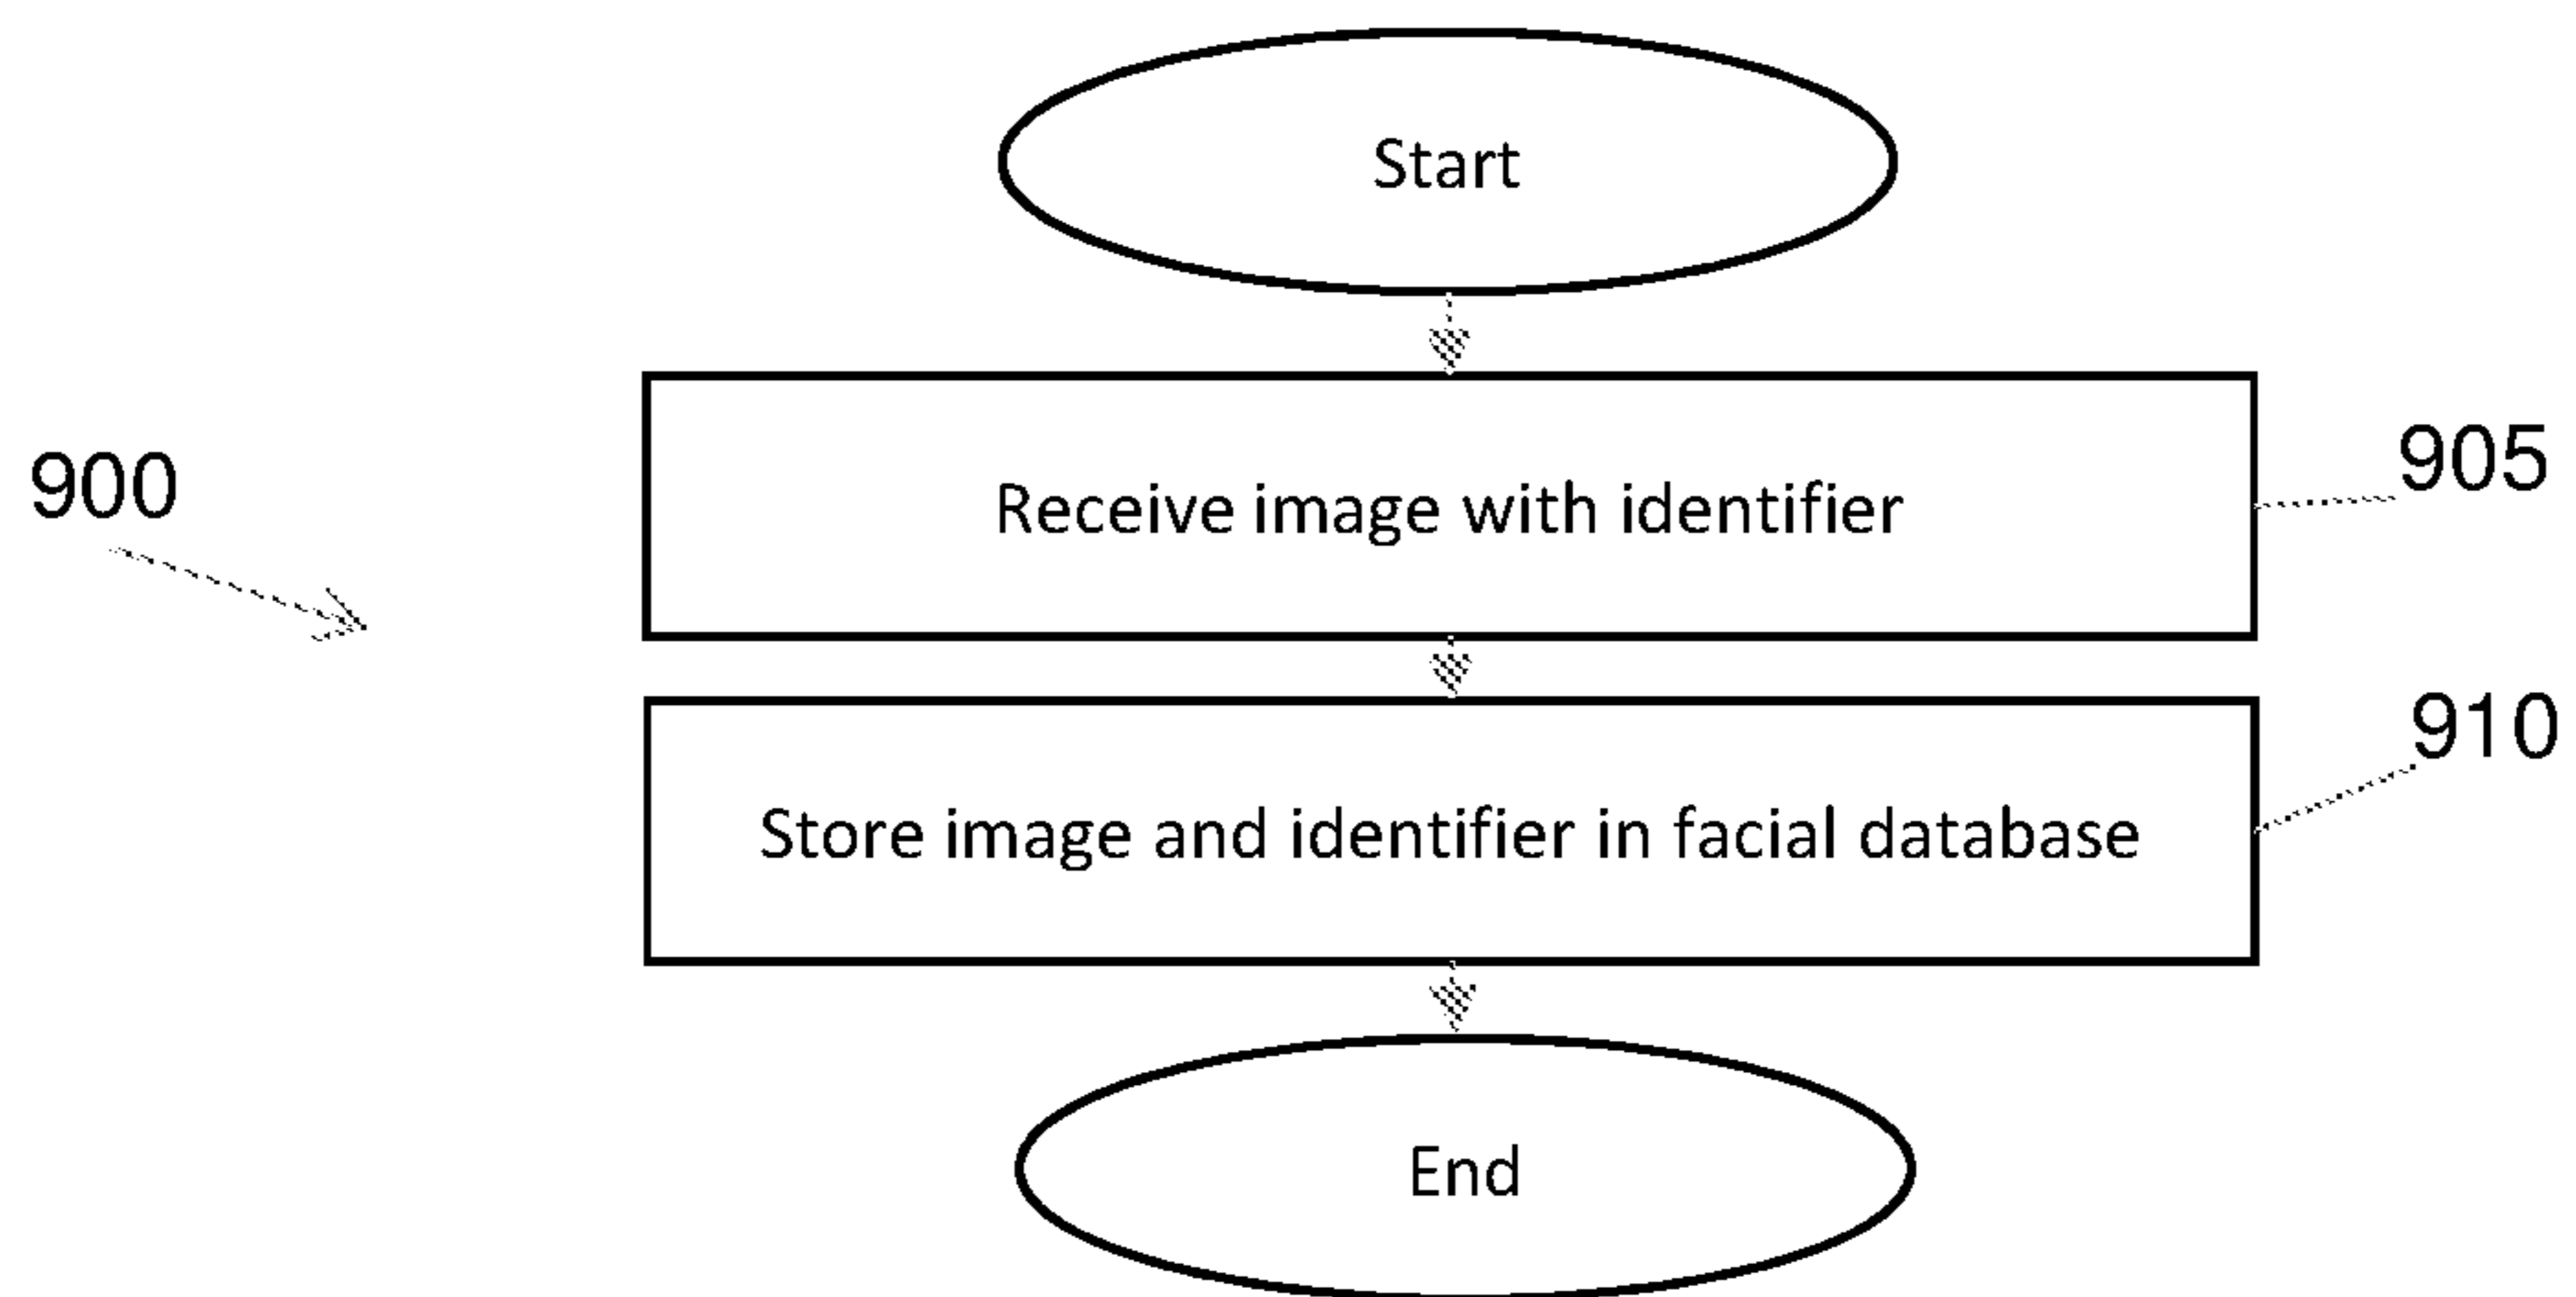 Start
900
Receive image with identifier
905
Store image and identifier in facial database
910
End